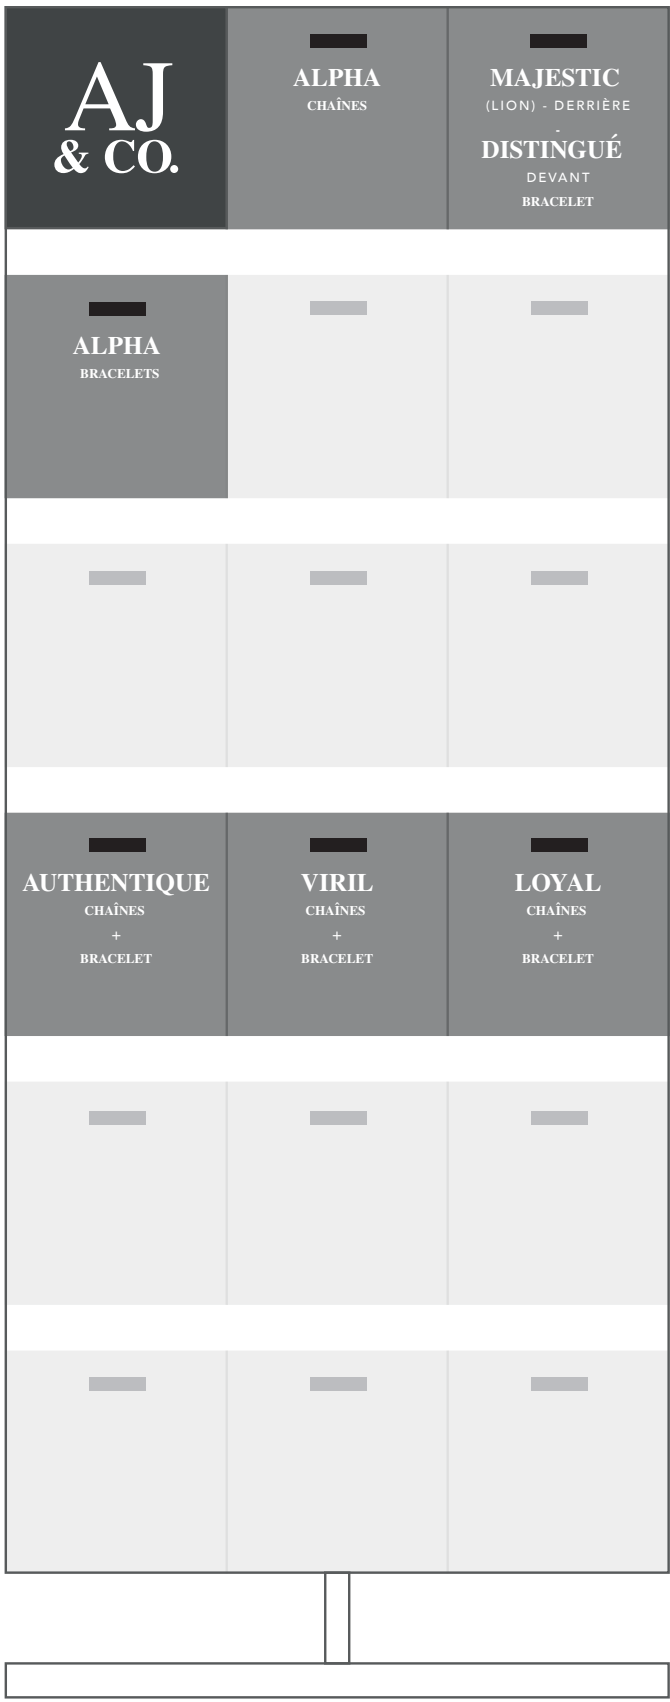 AJ
& CO.
ALPHA
CHAÎNES
MAJESTIC
(LION) - DERRIÈRE
-
DISTINGUÉ
DEVANT
BRACELET
ALPHA
BRACELETS
AUTHENTIQUE
CHAÎNES
+
BRACELET
VIRIL
CHAÎNES
+
BRACELET
LOYAL
CHAÎNES
+
BRACELET